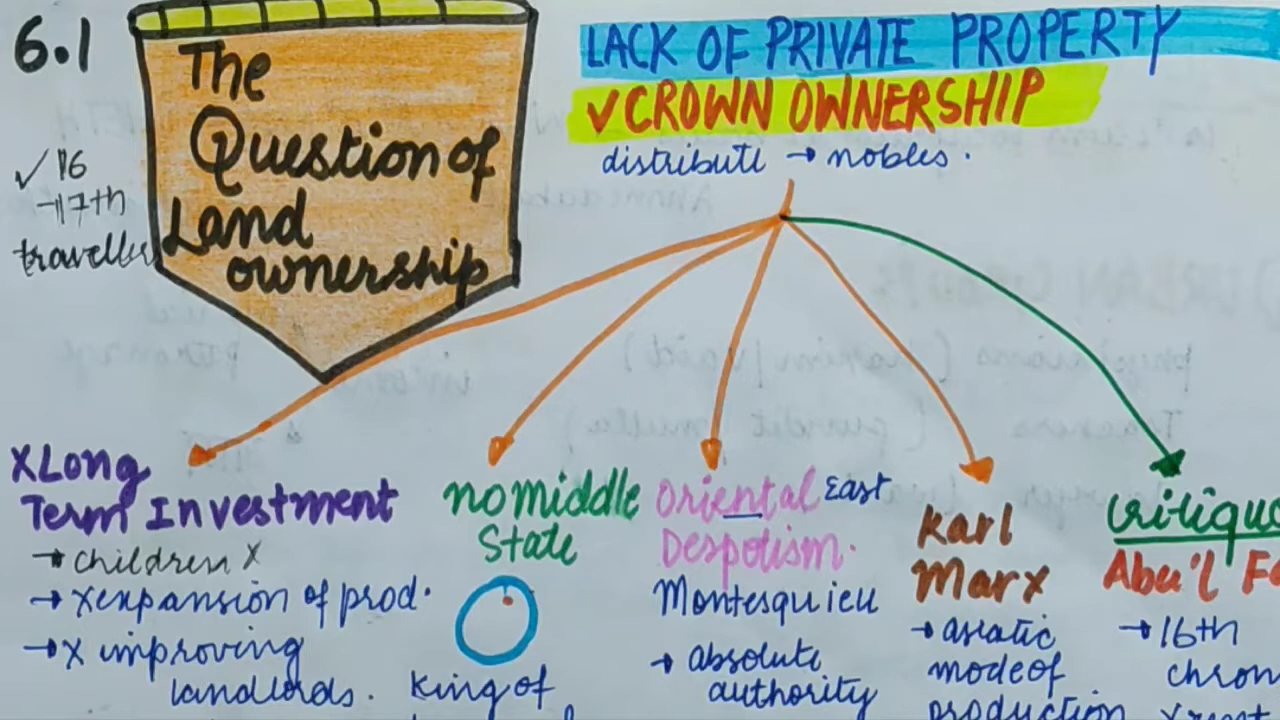 6.1
The
Question of
Land
ownership
✓ 16
-17th
traveller
LACK OF PRIVATE PROPERTY
✓CROWN OWNERSHIP
distribute → nobles.
XLong
Term Investment
→ children X
→ Xexpansion of prod.
→ X improving
landlords.
no middle
State
King of
Oriental East
Despotism.
Montesquieu
→ absolute
authority
Karl
Marx
→ asiatic
mode of
production
critique
Abu'l
→ 16th
chron